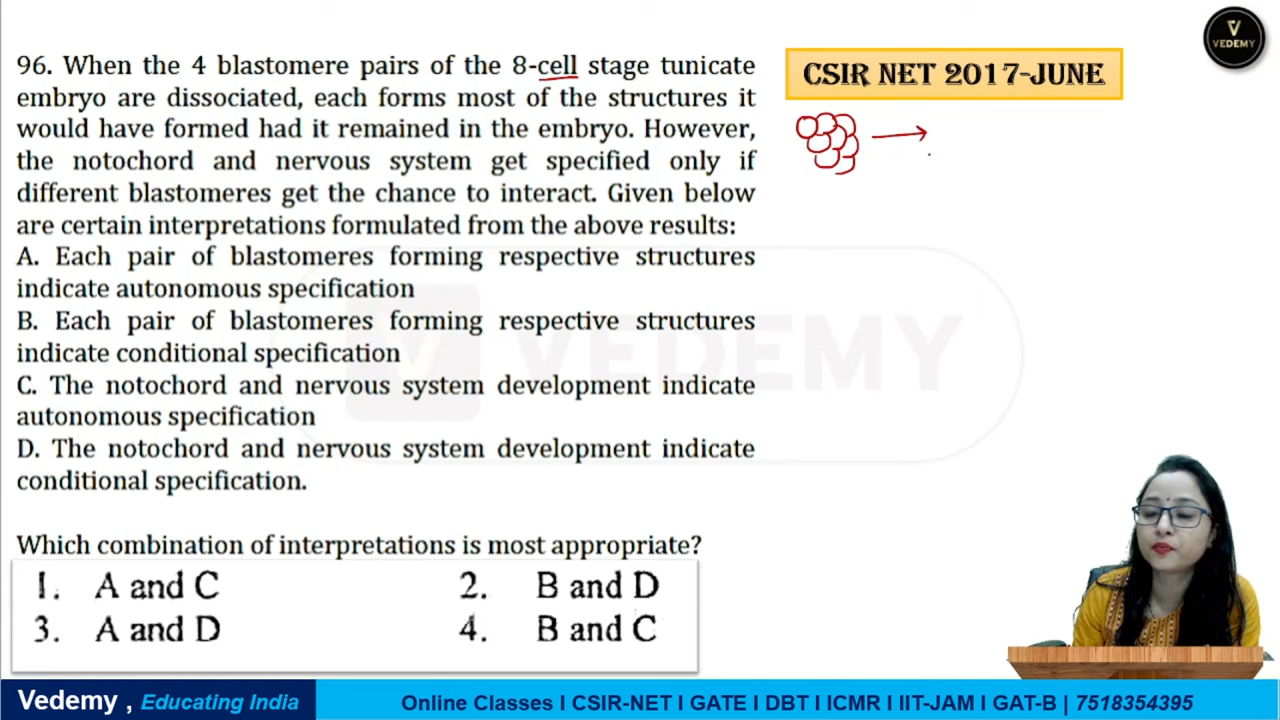 VEDEMY
CSIR NET 2017-JUNE
96. When the 4 blastomere pairs of the 8-cell stage tunicate
embryo are dissociated, each forms most of the structures it
would have formed had it remained in the embryo. However,
the notochord and nervous system get specified only if
different blastomeres get the chance to interact. Given below
are certain interpretations formulated from the above results:
A. Each pair of blastomeres forming respective structures
indicate autonomous specification
B. Each pair of blastomeres forming respective structures
indicate conditional specification
C. The notochord and nervous system development indicate
autonomous specification
D. The notochord and nervous system development indicate
conditional specification.
VEDEMY
Which combination of interpretations is most appropriate?
1. A and C 2. B and D
3. A and D 4. B and C
Vedemy , Educating India Online Classes I CSIR-NET I GATE I DBT I ICMR I IIT-JAM I GAT-B | 7518354395